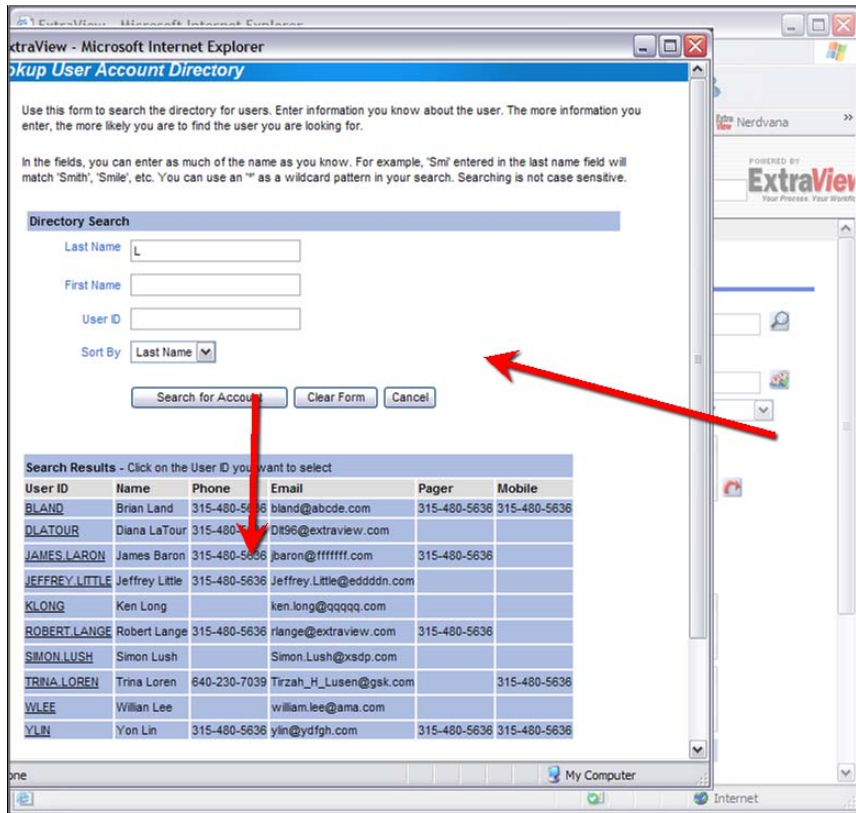 ExtraView - Microsoft Internet Explorer
xtraView - Microsoft Internet Explorer
okup User Account Directory
Use this form to search the directory for users. Enter information you know about the user. The more information you
enter, the more likely you are to find the user you are looking for.
In the fields, you can enter as much of the name as you know. For example, 'Smi' entered in the last name field will
match 'Smith', 'Smile', etc. You can use an '*' as a wildcard pattern in your search. Searching is not case sensitive.
Directory Search
Last Name L
First Name
User ID
Sort By Last Name
Search for Account Clear Form Cancel
Search Results - Click on the User ID you want to select
User ID Name Phone Email Pager Mobile
BLAND Brian Land 315-480-5636 bland@abcde.com 315-480-5636 315-480-5636
DLATOUR Diana LaTour 315-480- Dlt96@extraview.com
JAMES.LARON James Baron 315-480-5636 jbaron@fffffff.com 315-480-5636
JEFFREY.LITTLE Jeffrey Little 315-480-5636 Jeffrey.Little@eddddn.com
KLONG Ken Long ken.long@qqqqq.com
ROBERT.LANGE Robert Lange 315-480-5636 rlange@extraview.com 315-480-5636
SIMON.LUSH Simon Lush Simon.Lush@xsdp.com
TRINA.LOREN Trina Loren 640-230-7039 Tirzah_H_Lusen@gsk.com 315-480-5636
WLEE Willian Lee william.lee@ama.com
YLIN Yon Lin 315-480-5636 ylin@ydfgh.com 315-480-5636 315-480-5636
one My Computer
Extra View Nerdvana »
POWERED BY
ExtraView
Your Process. Your Workflo
Internet